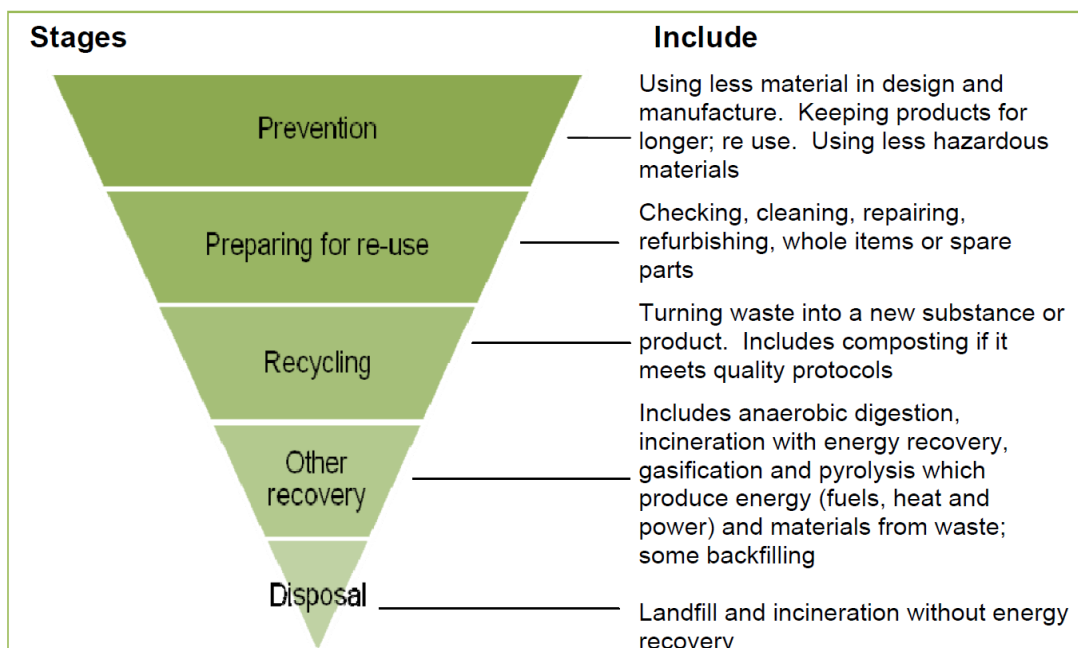 Stages
Include
Prevention
Using less material in design and
manufacture.  Keeping products for
longer; re use.  Using less hazardous
materials
Preparing for re-use
Checking, cleaning, repairing,
refurbishing, whole items or spare
parts
Recycling
Turning waste into a new substance or
product.  Includes composting if it
meets quality protocols
Other
recovery
Includes anaerobic digestion,
incineration with energy recovery,
gasification and pyrolysis which
produce energy (fuels, heat and
power) and materials from waste;
some backfilling
Disposal
Landfill and incineration without energy
recovery